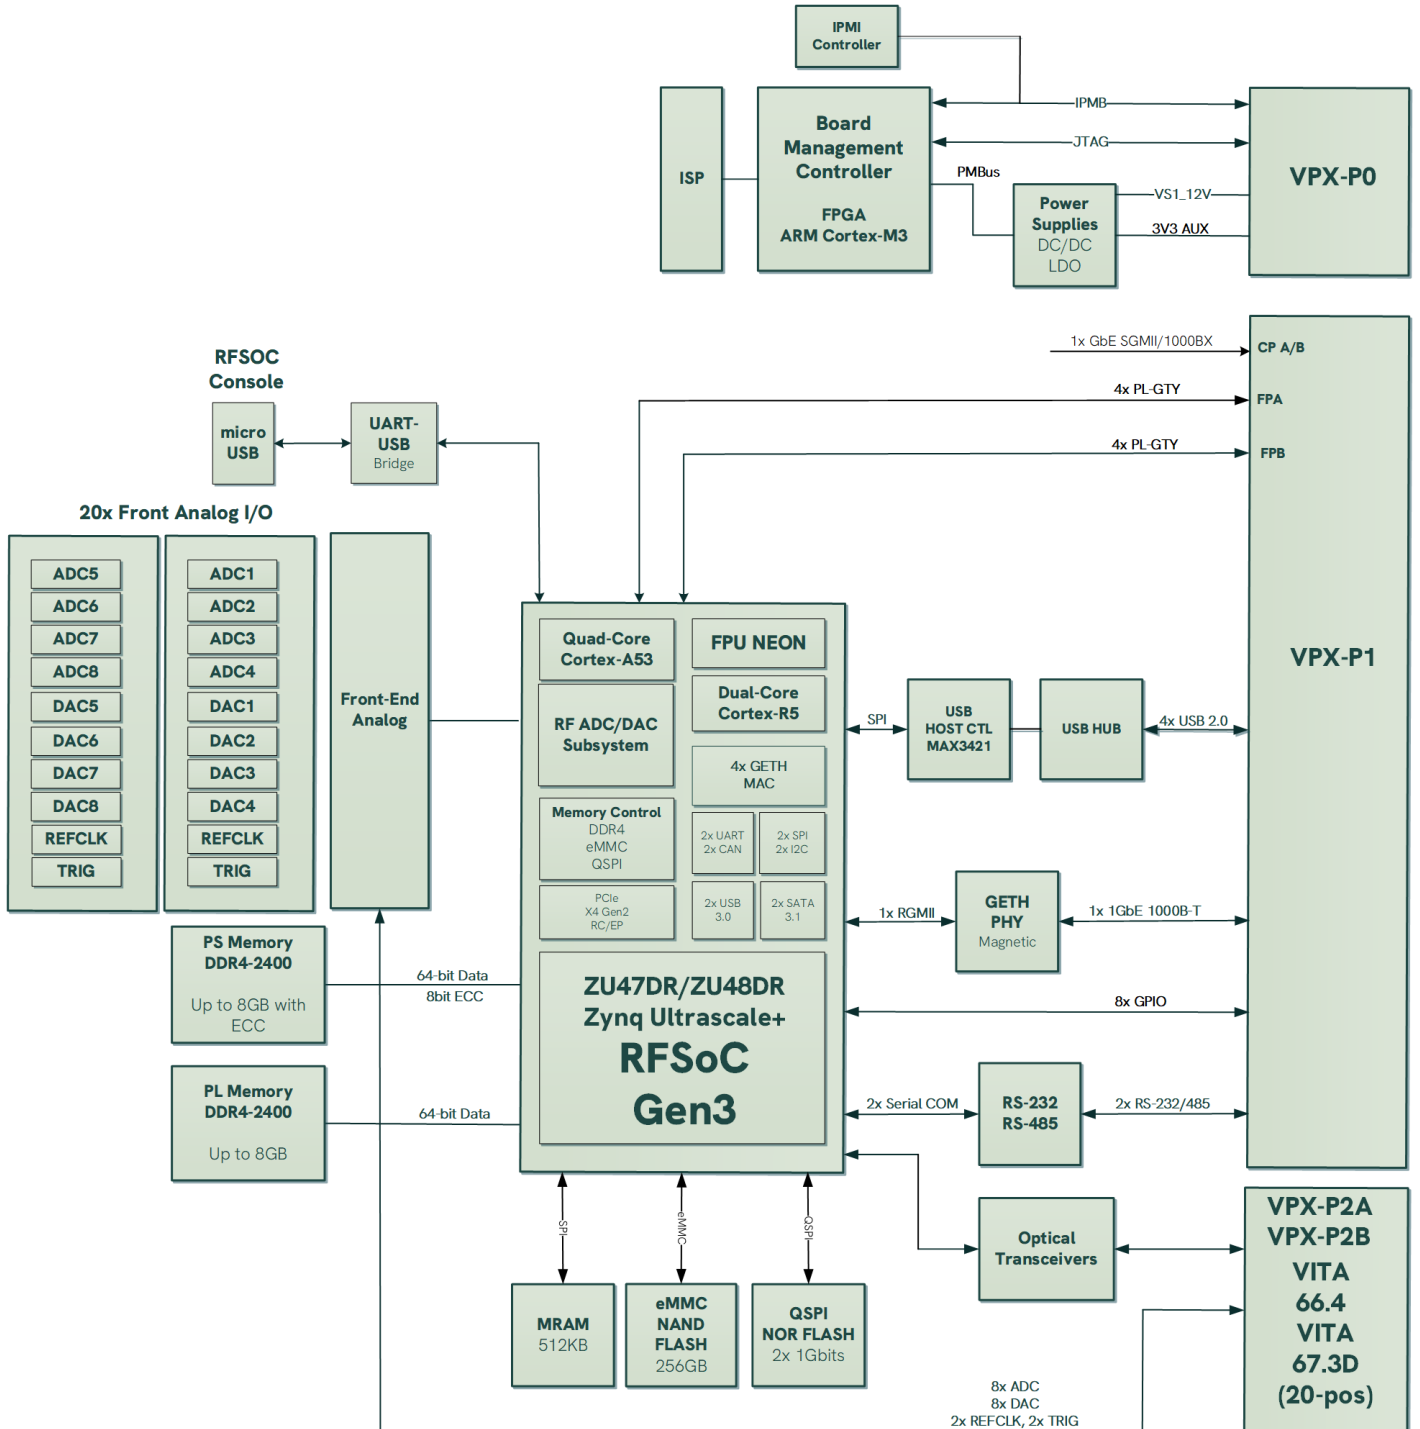 IPMI
Controller
ISP
Board
Management
Controller
FPGA
ARM Cortex-M3
IPMB
JTAG
PMBus
Power
Supplies
DC/DC
LDO
VS1_12V
3V3 AUX
VPX-P0
RFSOC
Console
micro
USB
UART-
USB
Bridge
1x GbE SGMII/1000BX
CP A/B
4x PL-GTY
FPA
4x PL-GTY
FPB
VPX-P1
20x Front Analog I/O
ADC5
ADC6
ADC7
ADC8
DAC5
DAC6
DAC7
DAC8
REFCLK
TRIG
ADC1
ADC2
ADC3
ADC4
DAC1
DAC2
DAC3
DAC4
REFCLK
TRIG
Front-End
Analog
Quad-Core
Cortex-A53
FPU NEON
RF ADC/DAC
Subsystem
Dual-Core
Cortex-R5
4x GETH
MAC
Memory Control
DDR4
eMMC
QSPI
2x UART
2x CAN
2x SPI
2x I2C
PCIe
X4 Gen2
RC/EP
2x USB
3.0
2x SATA
3.1
ZU47DR/ZU48DR
Zynq Ultrascale+
RFSoC
Gen3
SPI
USB
HOST CTL
MAX3421
USB HUB
4x USB 2.0
1x RGMII
GETH
PHY
Magnetic
1x 1GbE 1000B-T
8x GPIO
2x Serial COM
RS-232
RS-485
2x RS-232/485
PS Memory
DDR4-2400
Up to 8GB with
ECC
64-bit Data
8bit ECC
PL Memory
DDR4-2400
Up to 8GB
64-bit Data
SPI
eMMC
QSPI
MRAM
512KB
eMMC
NAND
FLASH
256GB
QSPI
NOR FLASH
2x 1Gbits
Optical
Transceivers
VPX-P2A
VPX-P2B
VITA
66.4
VITA
67.3D
(20-pos)
8x ADC
8x DAC
2x REFCLK, 2x TRIG